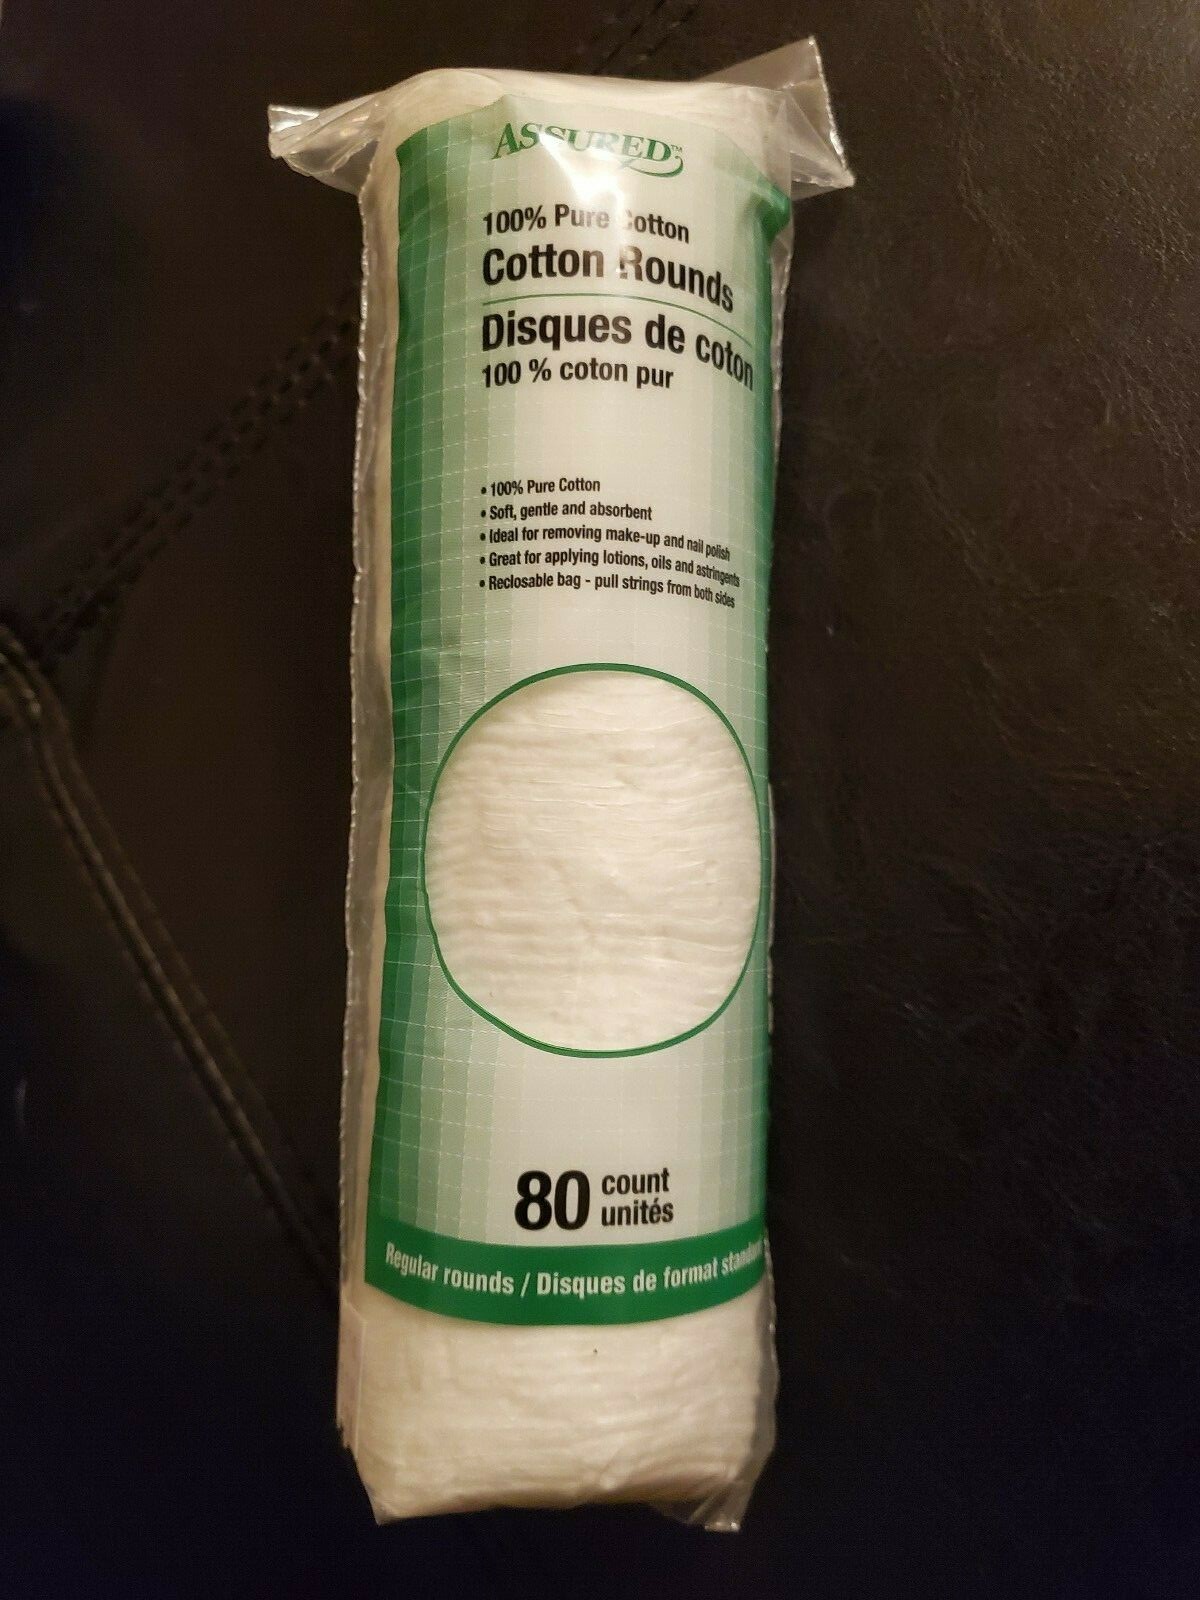 ASSURED™
100% Pure Cotton
Cotton Rounds
Disques de coton
100 % coton pur
• 100% Pure Cotton
• Soft, gentle and absorbent
• Ideal for removing make-up and nail polish
• Great for applying lotions, oils and astringents
• Reclosable bag - pull strings from both sides
80 count
unités
Regular rounds / Disques de format standard